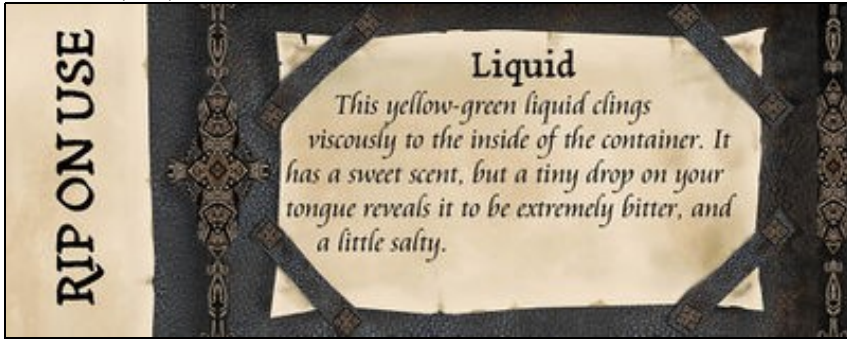 RIP ON USE
Liquid
This yellow-green liquid clings
viscously to the inside of the container. It
has a sweet scent, but a tiny drop on your
tongue reveals it to be extremely bitter, and
a little salty.